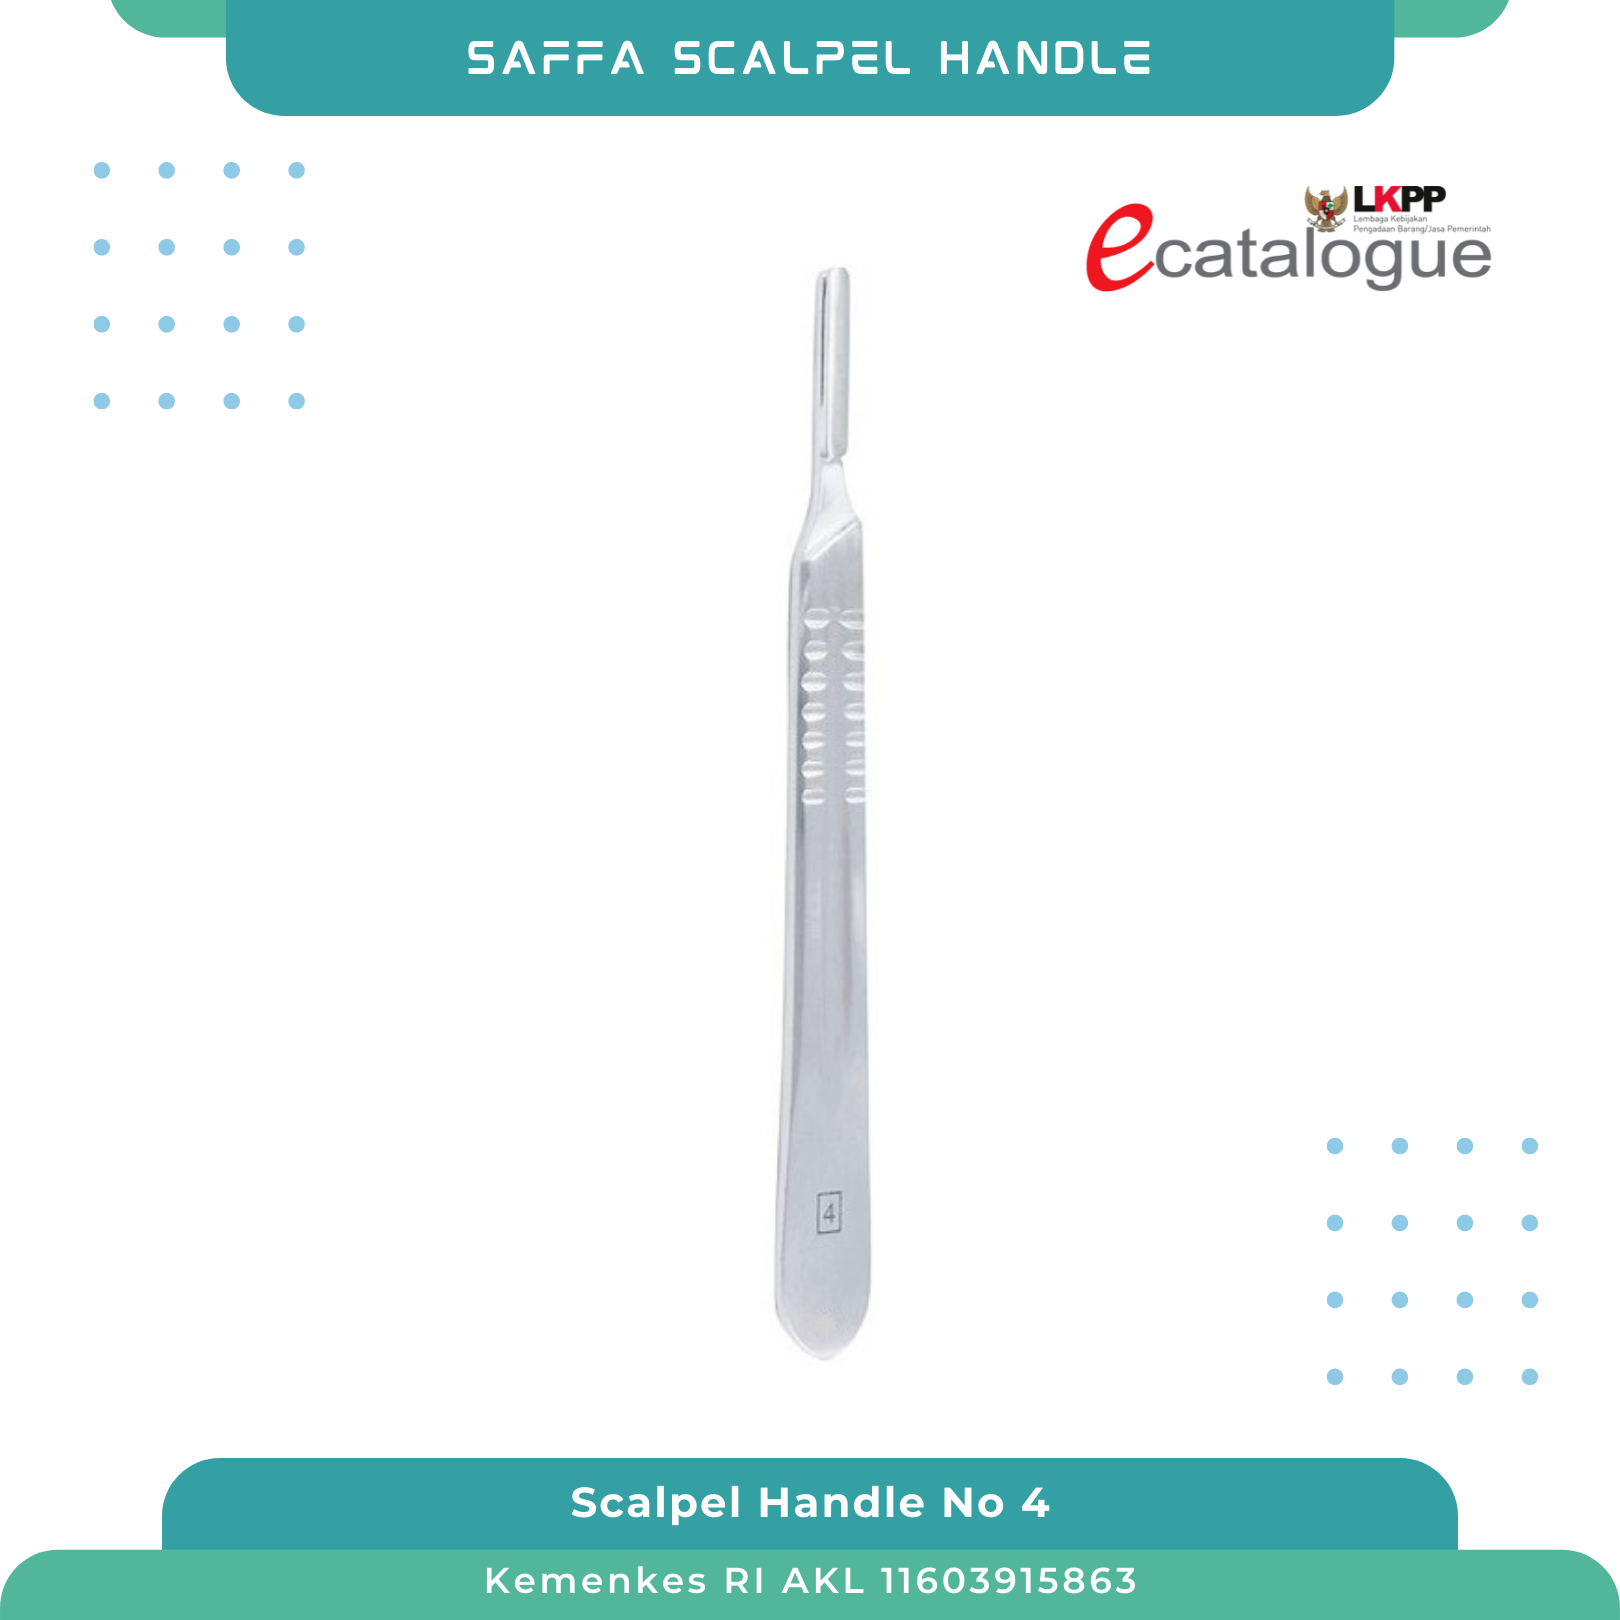 SAFFA SCALPEL HANDLE
LKPP
Lembaga Kebijakan
Pengadaan Barang/Jasa Pemerintah
ecatalogue
4
Scalpel Handle No 4
Kemenkes RI AKL 11603915863